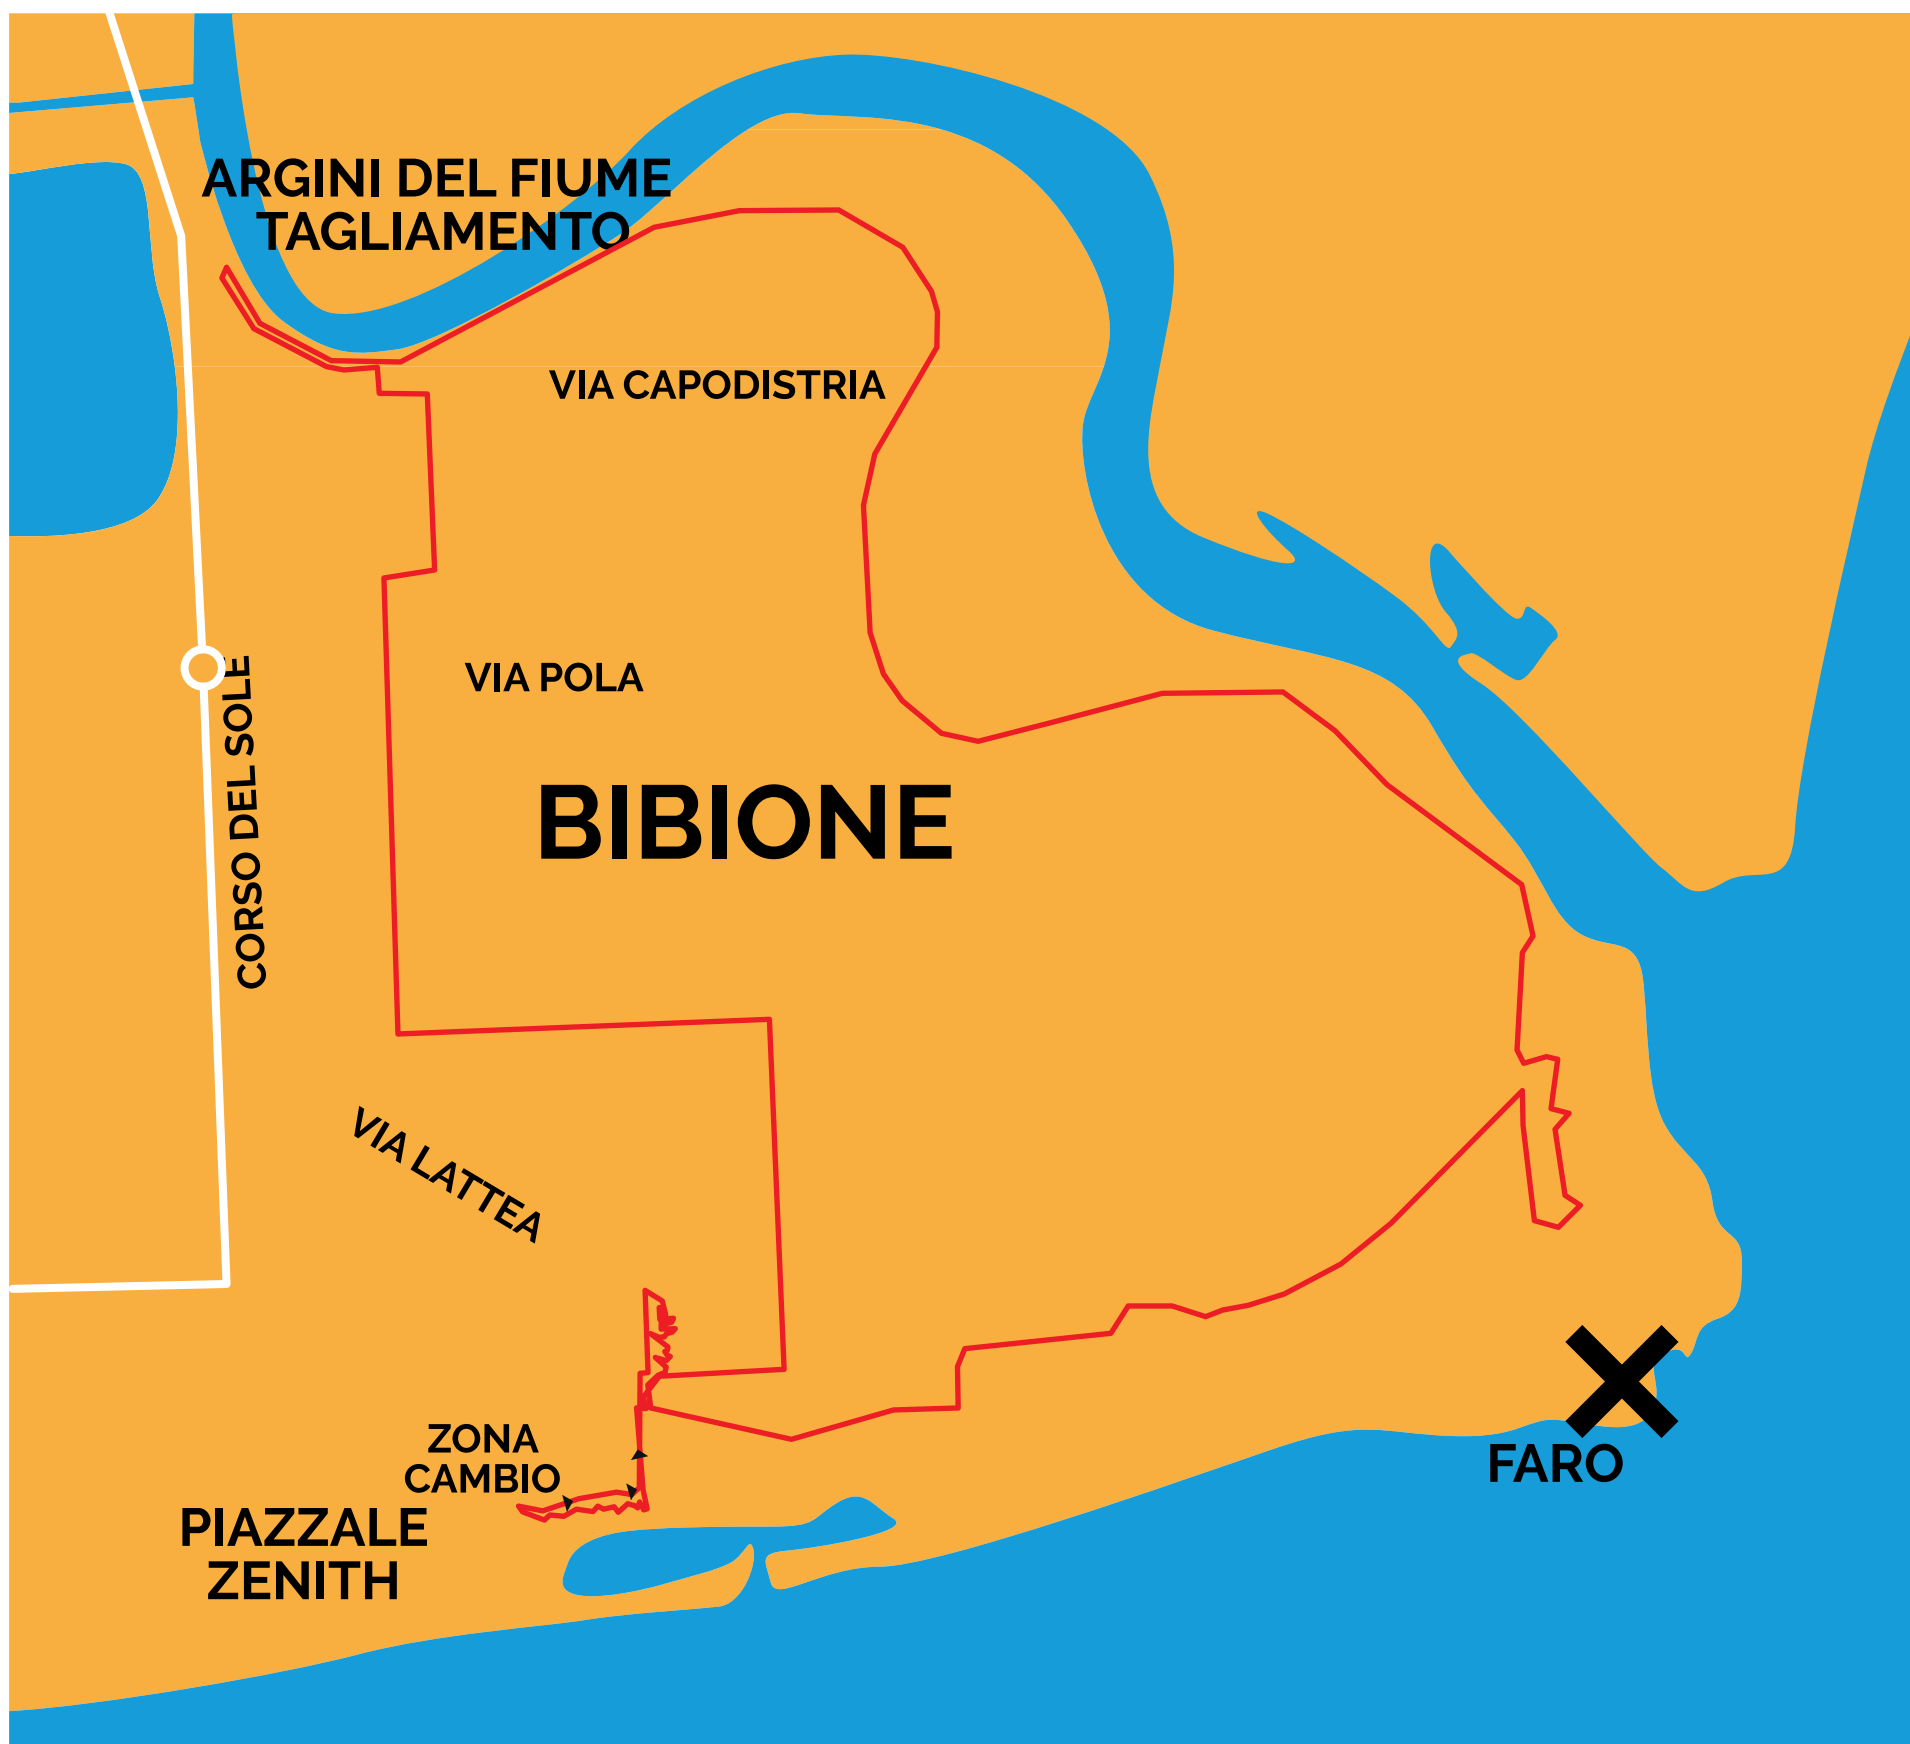 ARGINI DEL FIUME
TAGLIAMENTO
VIA CAPODISTRIA
VIA POLA
CORSO DEL SOLE
BIBIONE
VIA LATTEA
ZONA
CAMBIO
FARO
PIAZZALE
ZENITH